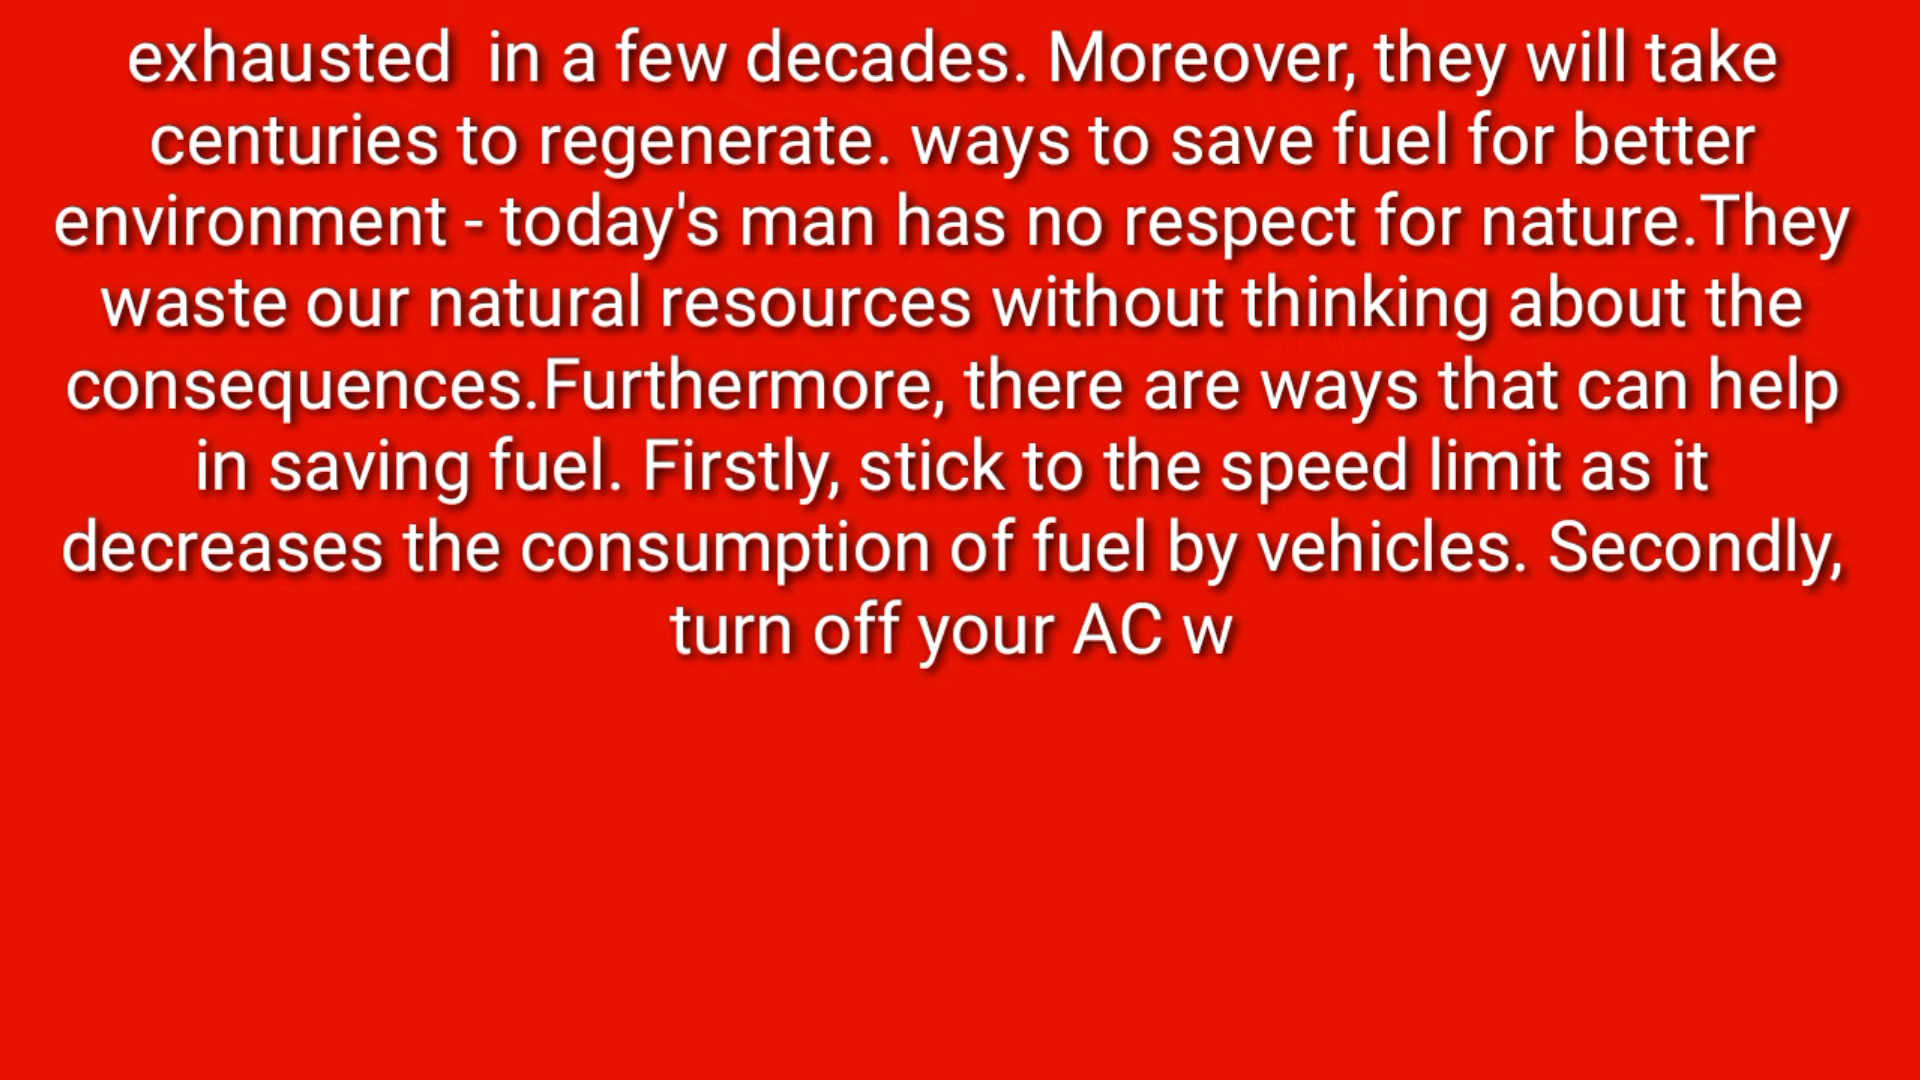 exhausted  in a few decades. Moreover, they will take
centuries to regenerate. ways to save fuel for better
environment - today's man has no respect for nature.They
waste our natural resources without thinking about the
consequences.Furthermore, there are ways that can help
in saving fuel. Firstly, stick to the speed limit as it
decreases the consumption of fuel by vehicles. Secondly,
turn off your AC w